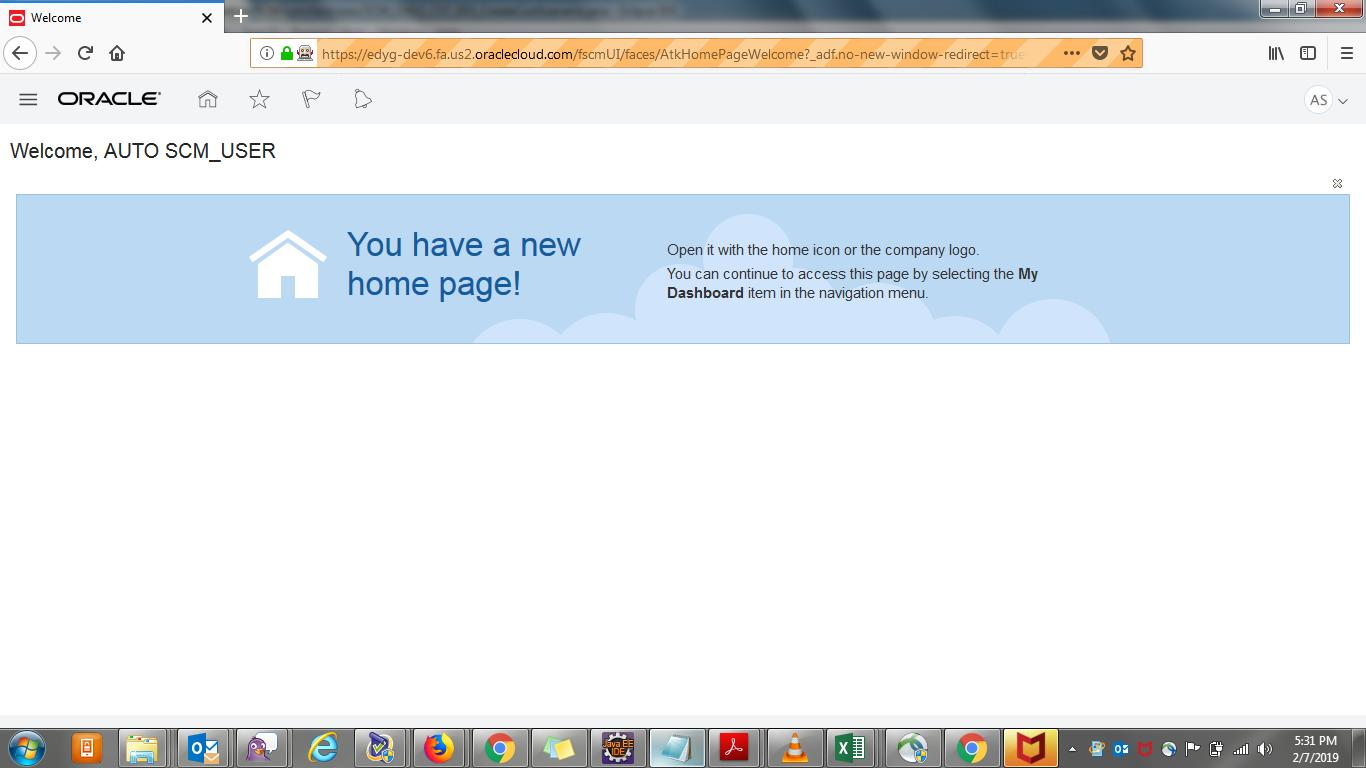 Welcome
https://edyg-dev6.fa.us2.oraclecloud.com/fscmUI/faces/AtkHomePageWelcome?_adf.no-new-window-redirect=true
ORACLE
AS
Welcome, AUTO SCM_USER
You have a new
home page!
Open it with the home icon or the company logo.
You can continue to access this page by selecting the My
Dashboard item in the navigation menu.
Java EE
IDE
5:31 PM
2/7/2019